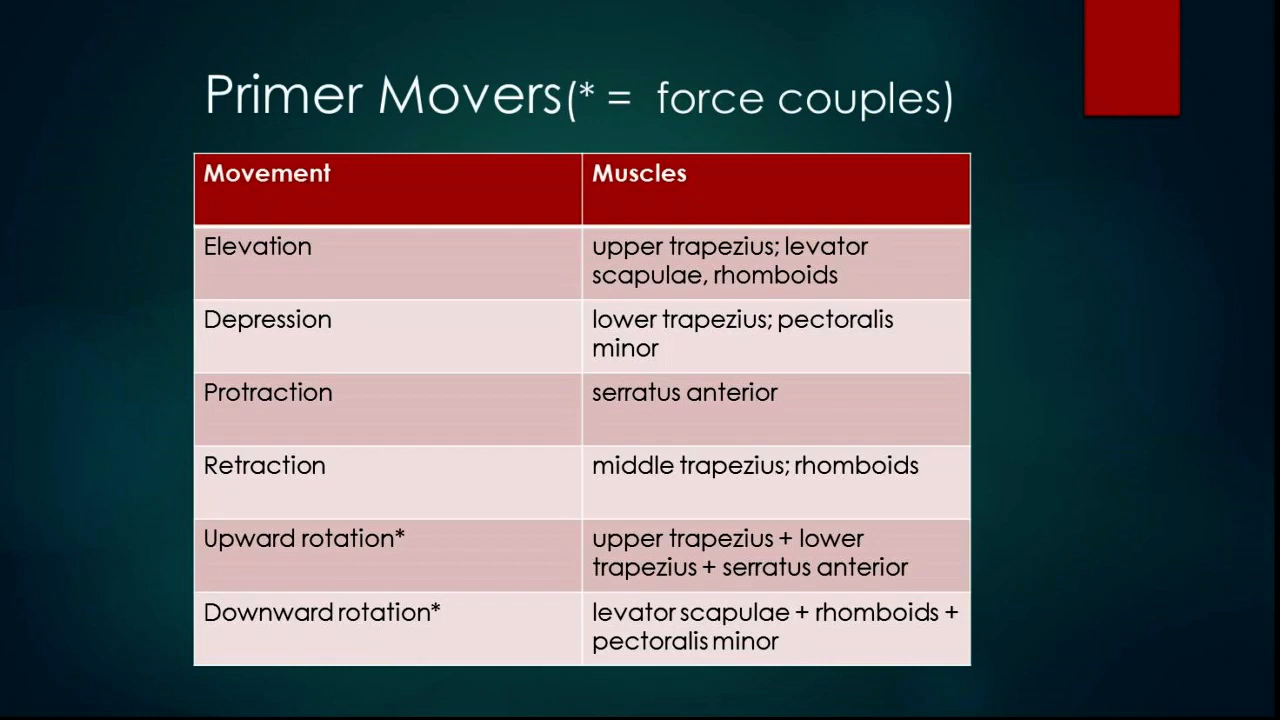 Primer Movers(* = force couples)
Movement
Muscles
Elevation
upper trapezius; levator
scapulae, rhomboids
Depression
lower trapezius; pectoralis
minor
Protraction
serratus anterior
Retraction
middle trapezius; rhomboids
Upward rotation*
upper trapezius + lower
trapezius + serratus anterior
Downward rotation*
levator scapulae + rhomboids +
pectoralis minor